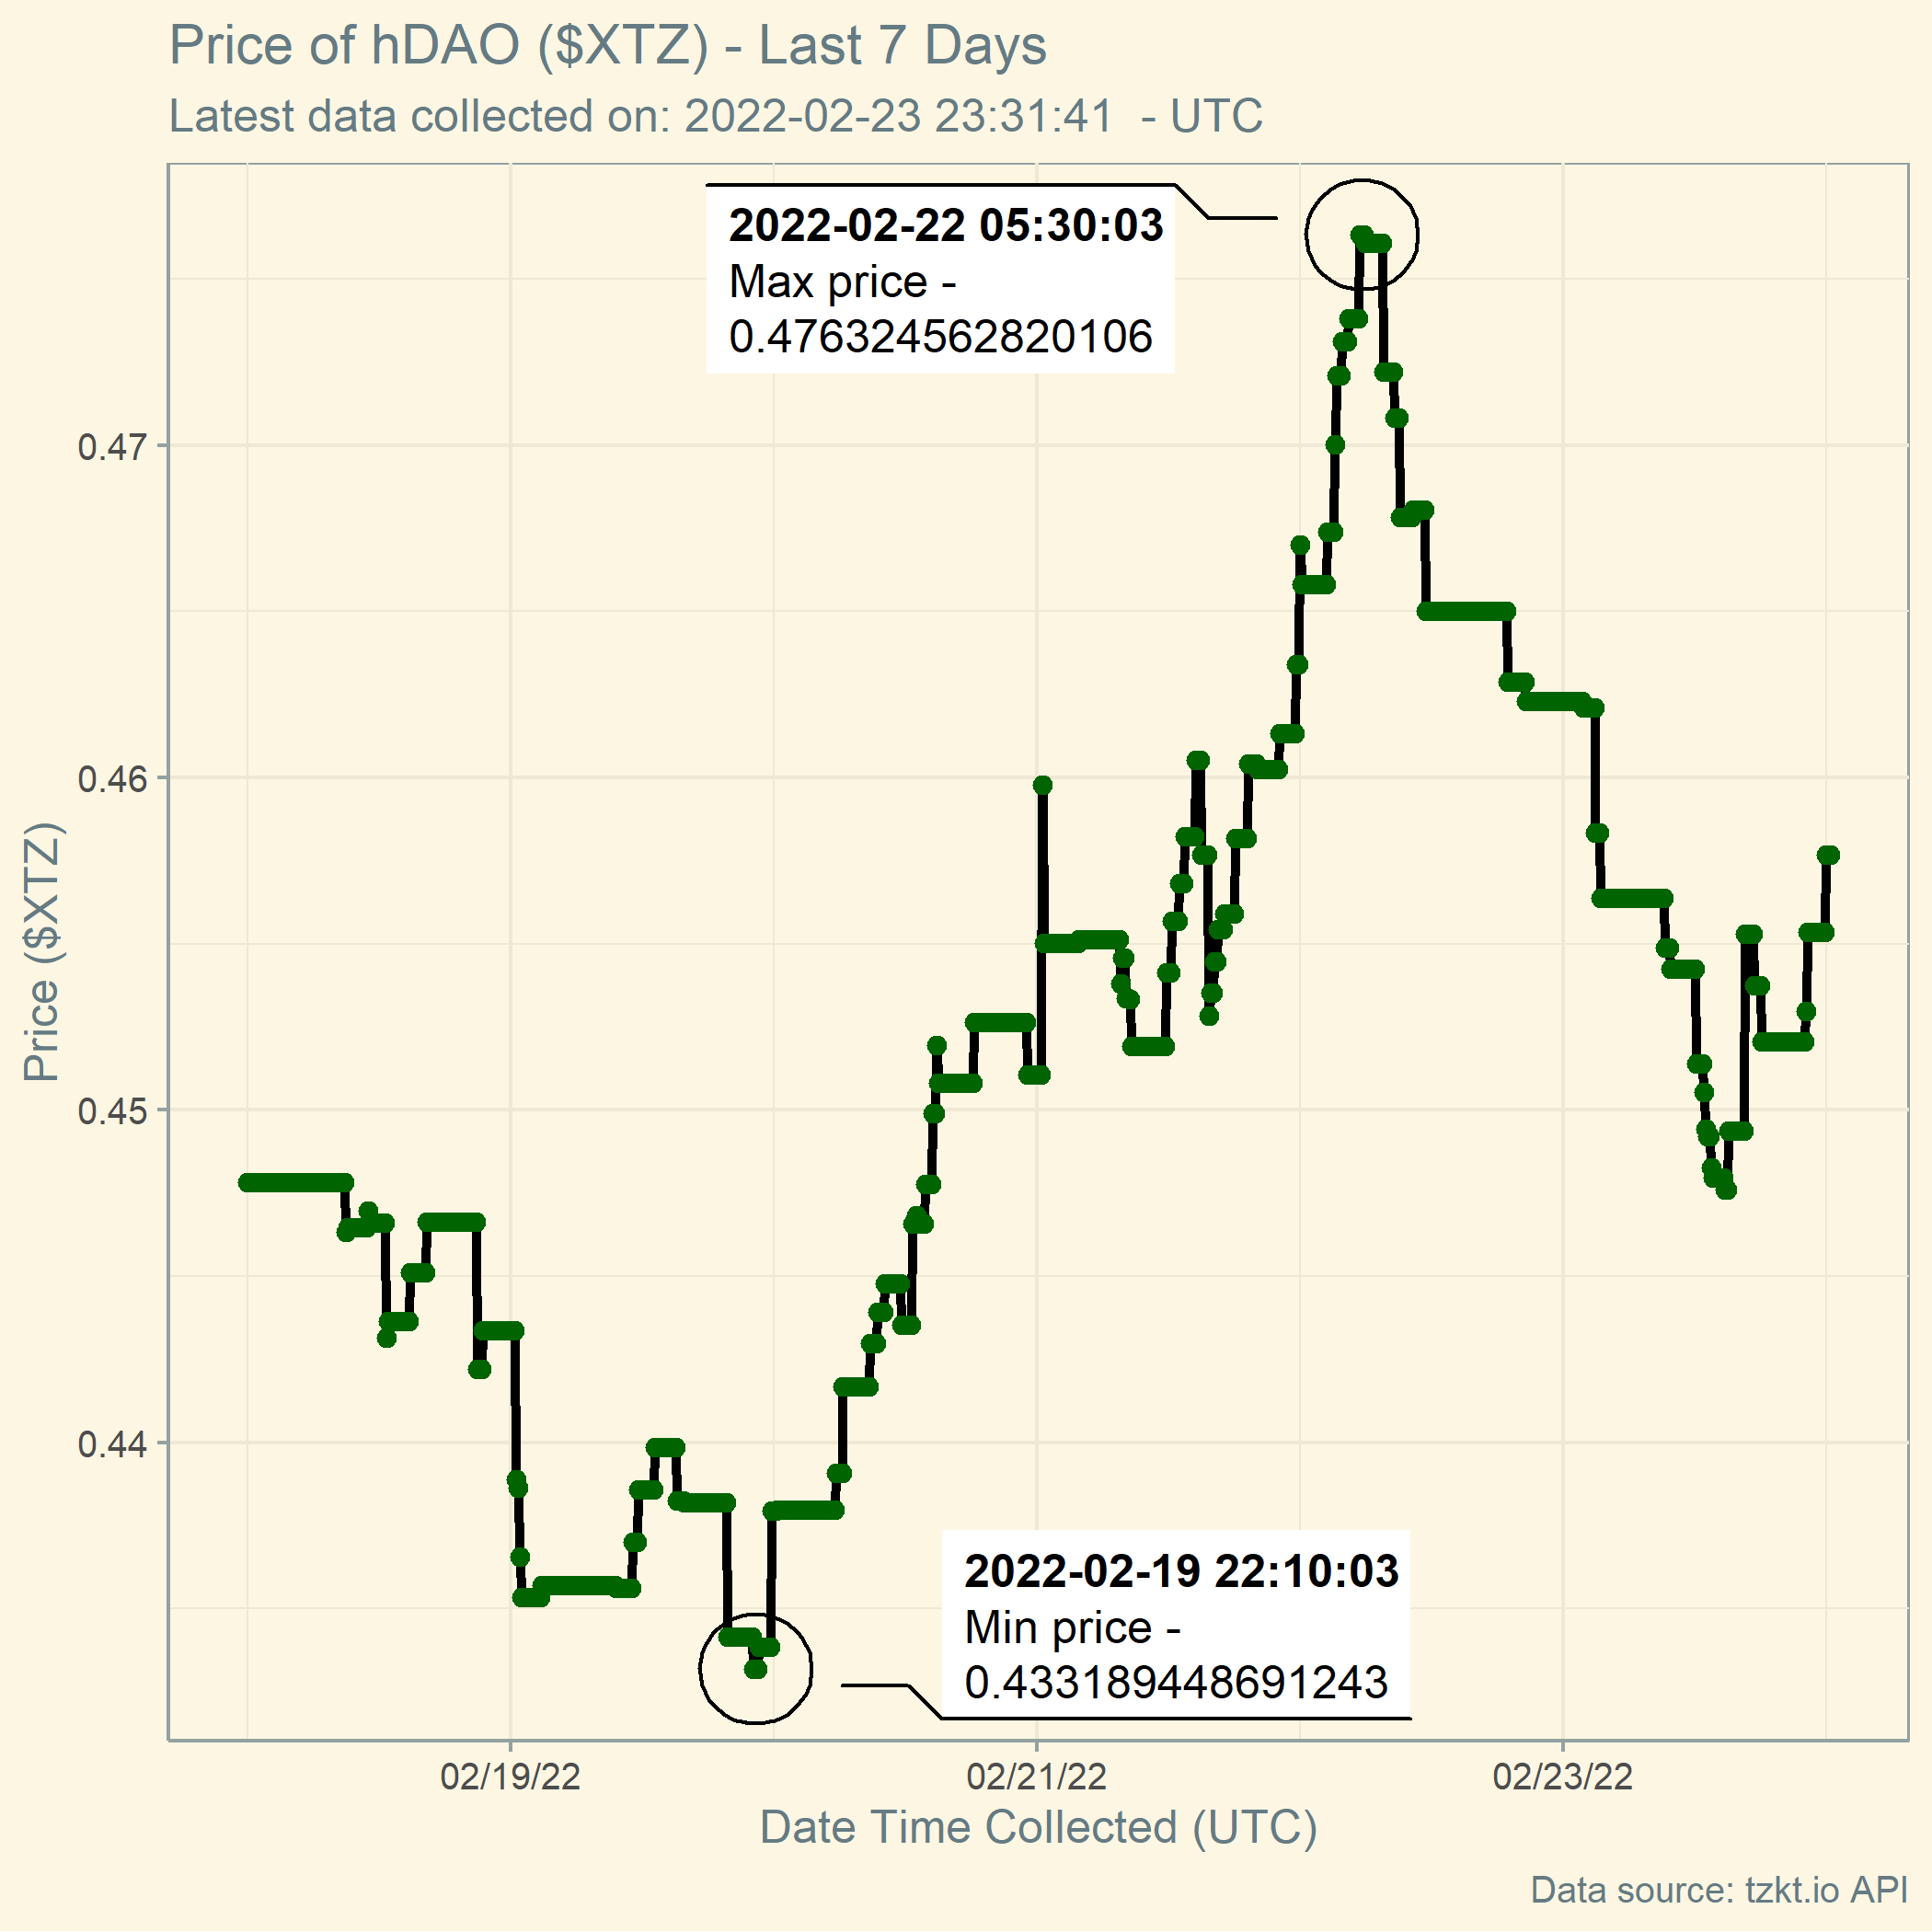 Price of hDAO ($XTZ) - Last 7 Days
Latest data collected on: 2022-02-23 23:31:41  - UTC
2022-02-22 05:30:03
Max price -
0.476324562820106
0.47
0.46
0.45
0.44
Price ($XTZ)
2022-02-19 22:10:03
Min price -
0.433189448691243
02/19/22
02/21/22
02/23/22
Date Time Collected (UTC)
Data source: tzkt.io API